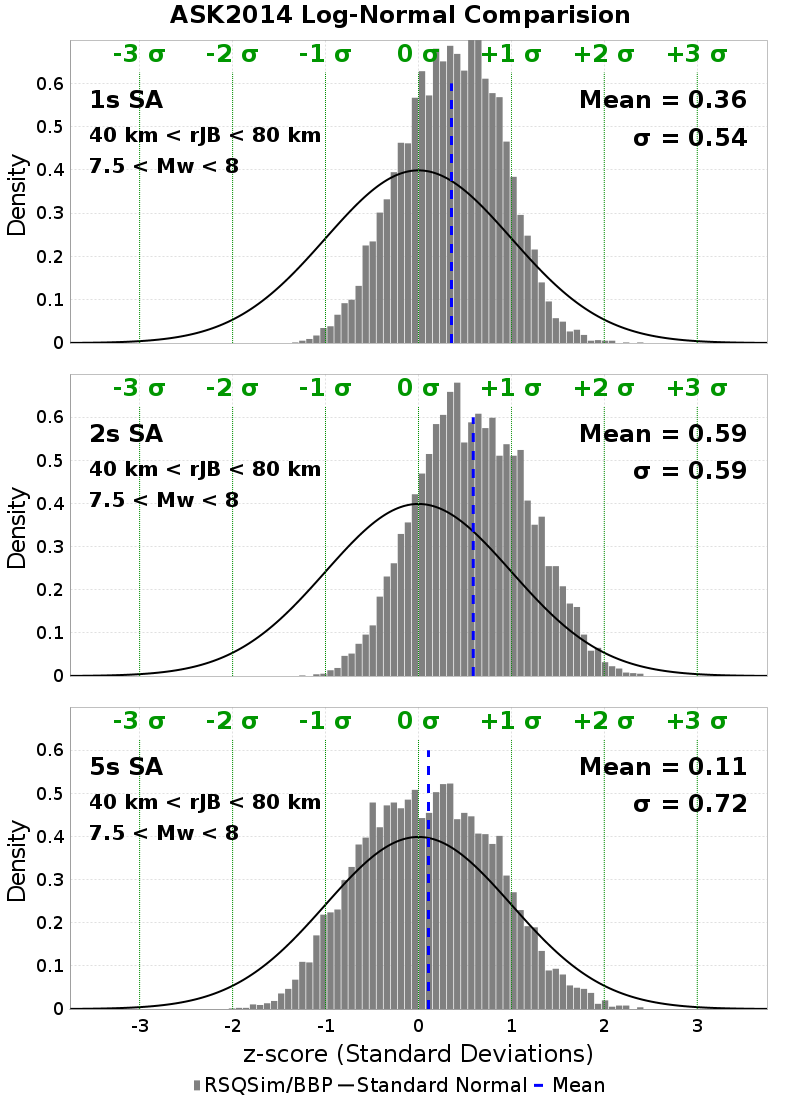 ASK2014 Log-Normal Comparision
-3 σ -2 σ -1 σ 0 σ +1 σ +2 σ +3 σ
1s SA
40 km < rJB < 80 km
7.5 < Mw < 8
Mean = 0.36
σ = 0.54
Density
0.6
0.5
0.4
0.3
0.2
0.1
0
-3 σ -2 σ -1 σ 0 σ +1 σ +2 σ +3 σ
2s SA
40 km < rJB < 80 km
7.5 < Mw < 8
Mean = 0.59
σ = 0.59
Density
0.6
0.5
0.4
0.3
0.2
0.1
0
-3 σ -2 σ -1 σ 0 σ +1 σ +2 σ +3 σ
5s SA
40 km < rJB < 80 km
7.5 < Mw < 8
Mean = 0.11
σ = 0.72
Density
0.6
0.5
0.4
0.3
0.2
0.1
0
-3 -2 -1 0 1 2 3
z-score (Standard Deviations)
RSQSim/BBP Standard Normal Mean